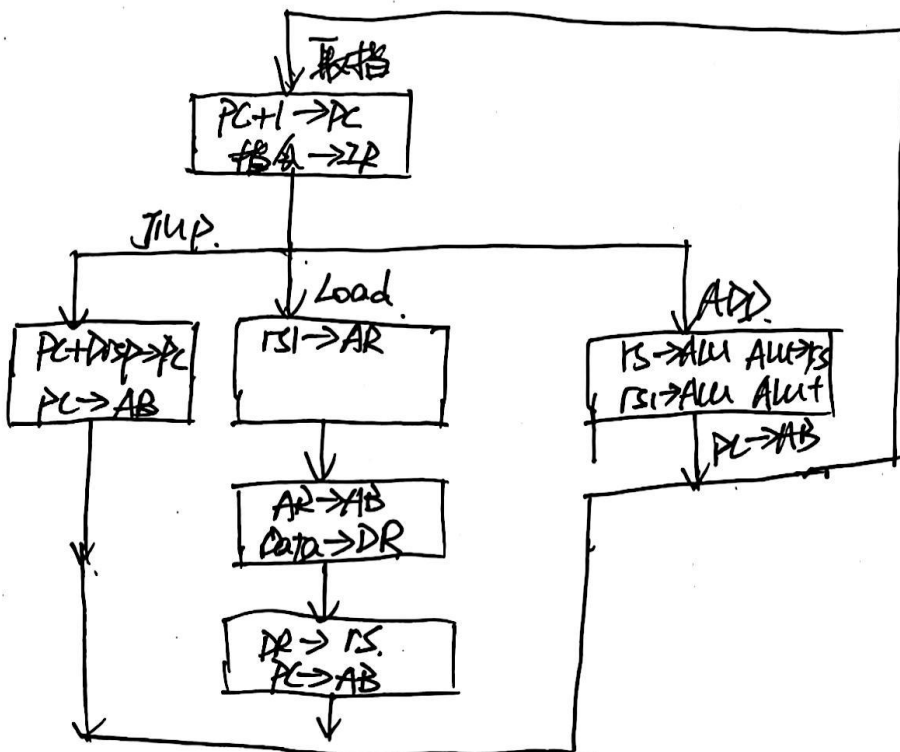 取指
PC+1→PC
指令→IR
JMP.
Load.
ADD.
PC+Disp→PC
PC→AB
rs1→AR
rs→ALU ALU→rs
rs1→ALU ALU+
PC→AB
AR→AB
Data→DR
DR→rs.
PC→AB